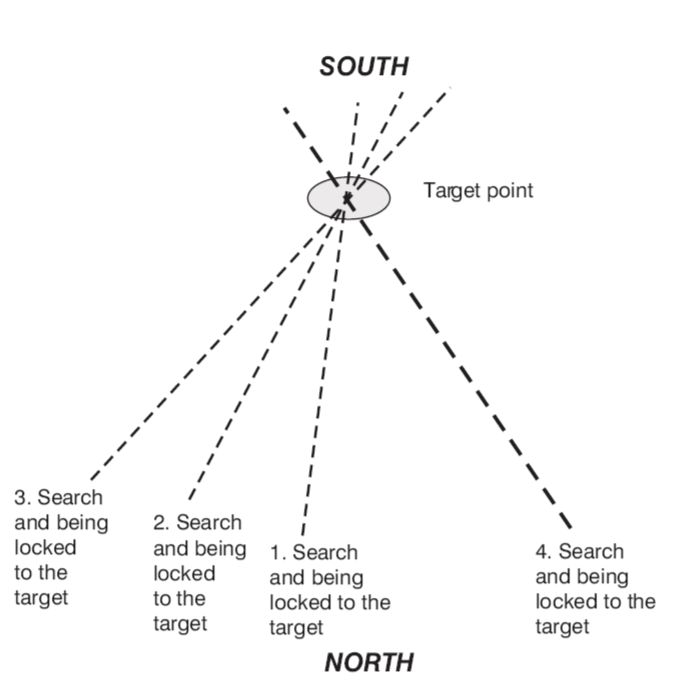 SOUTH
Target point
3. Search
and being
locked
to the
target
2. Search
and being
locked
to the
target
1. Search
and being
locked to the
target
4. Search
and being
locked to the
target
NORTH